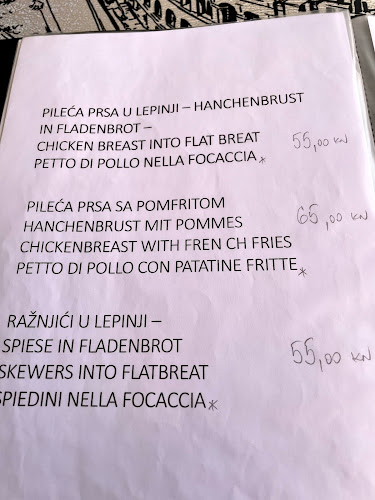 PILEĆA PRSA U LEPINJI – HANCHENBRUST
IN FLADENBROT –
CHICKEN BREAST INTO FLAT BREAT 55,00 KN
PETTO DI POLLO NELLA FOCACCIA*
PILEĆA PRSA SA POMFRITOM
HANCHENBRUST MIT POMMES 65,00 KN
CHICKENBREAST WITH FREN CH FRIES
PETTO DI POLLO CON PATATINE FRITTE*
RAŽNJIĆI U LEPINJI –
SPIESE IN FLADENBROT
SKEWERS INTO FLATBREAT 55,00 KN
SPIEDINI NELLA FOCACCIA*